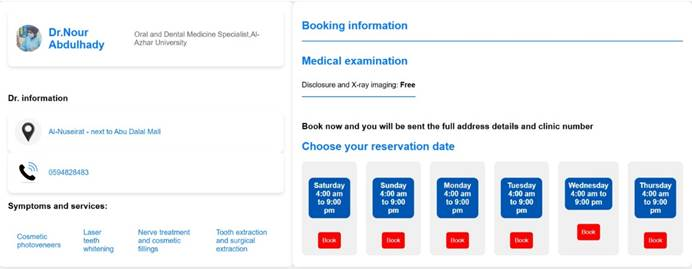 Dr.Nour
Abdulhady
Oral and Dental Medicine Specialist,Al-
Azhar University
Dr. information
Al-Nuseirat - next to Abu Dalal Mall
0594828483
Symptoms and services:
Cosmetic
photoveneers
Laser
teeth
whitening
Nerve treatment
and cosmetic
fillings
Tooth extraction
and surgical
extraction
Booking information
Medical examination
Disclosure and X-ray imaging: Free
Book now and you will be sent the full address details and clinic number
Choose your reservation date
Saturday
4:00 am
to 9:00
pm
Book
Sunday
4:00 am
to 9:00
pm
Book
Monday
4:00 am
to 9:00
pm
Book
Tuesday
4:00 am
to 9:00
pm
Book
Wednesday
4:00 am to
9:00 pm
Book
Thursday
4:00 am
to 9:00
pm
Book